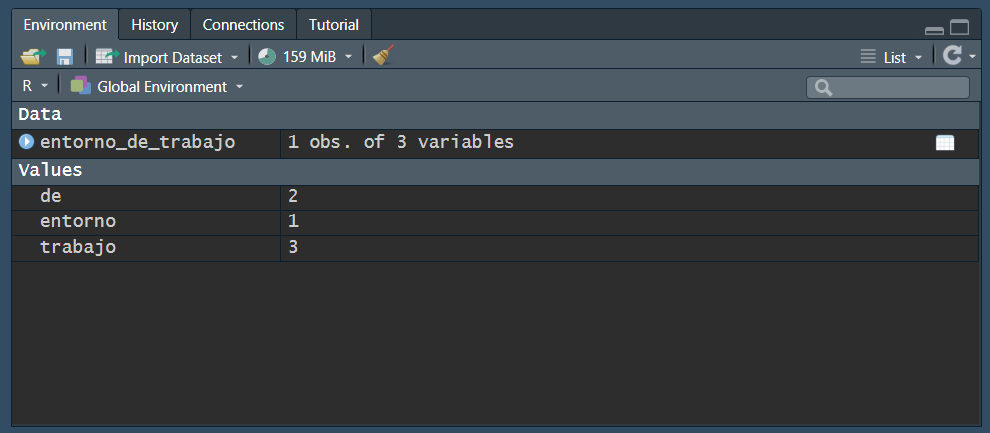 Environment History Connections Tutorial
Import Dataset 159 MiB List
R Global Environment
Data
entorno_de_trabajo 1 obs. of 3 variables
Values
de 2
entorno 1
trabajo 3